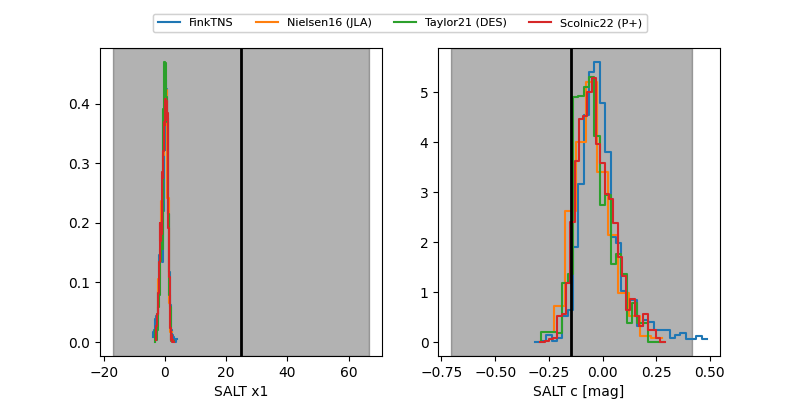 FinkTNS Nielsen16 (JLA) Taylor21 (DES) Scolnic22 (P+)
0.4
0.3
0.2
0.1
0.0
−20 0 20 40 60
SALT x1
5
4
3
2
1
0
−0.75 −0.50 −0.25 0.00 0.25 0.50
SALT c [mag]